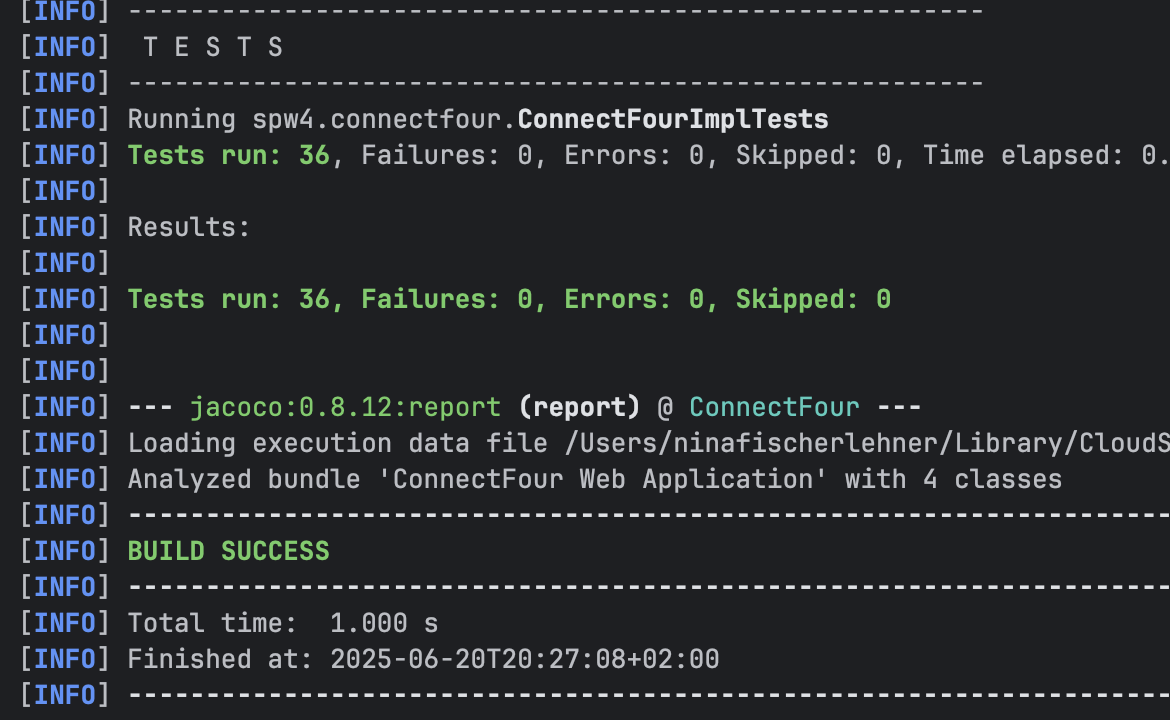 [INFO] -------------------------------------------------------
[INFO]  T E S T S
[INFO] -------------------------------------------------------
[INFO] Running spw4.connectfour.ConnectFourImplTests
[INFO] Tests run: 36, Failures: 0, Errors: 0, Skipped: 0, Time elapsed: 0.
[INFO]
[INFO] Results:
[INFO]
[INFO] Tests run: 36, Failures: 0, Errors: 0, Skipped: 0
[INFO]
[INFO]
[INFO] --- jacoco:0.8.12:report (report) @ ConnectFour ---
[INFO] Loading execution data file /Users/ninafischerlehner/Library/CloudS
[INFO] Analyzed bundle 'ConnectFour Web Application' with 4 classes
[INFO] -------------------------------------------------------------------
[INFO] BUILD SUCCESS
[INFO] -------------------------------------------------------------------
[INFO] Total time:  1.000 s
[INFO] Finished at: 2025-06-20T20:27:08+02:00
[INFO] -------------------------------------------------------------------